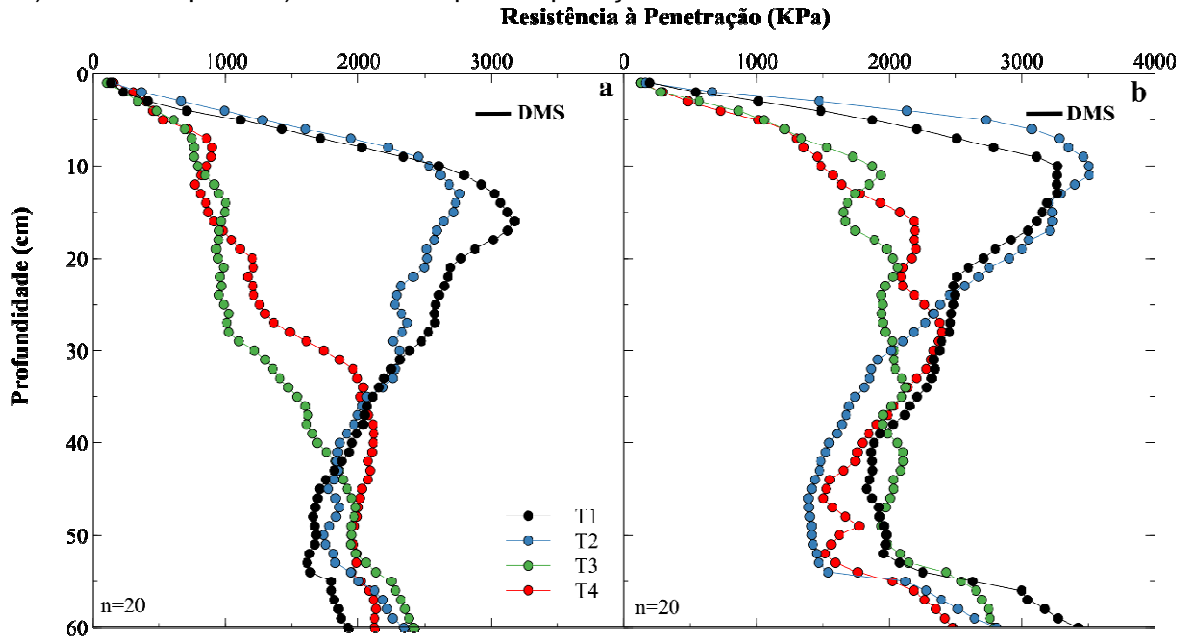 Resistência à Penetração (KPa)
0 1000 2000 3000 0 1000 2000 3000 4000
a b
DMS DMS
0
10
20
30
40
50
60
Profundidade (cm)
T1
T2
T3
T4
n=20 n=20